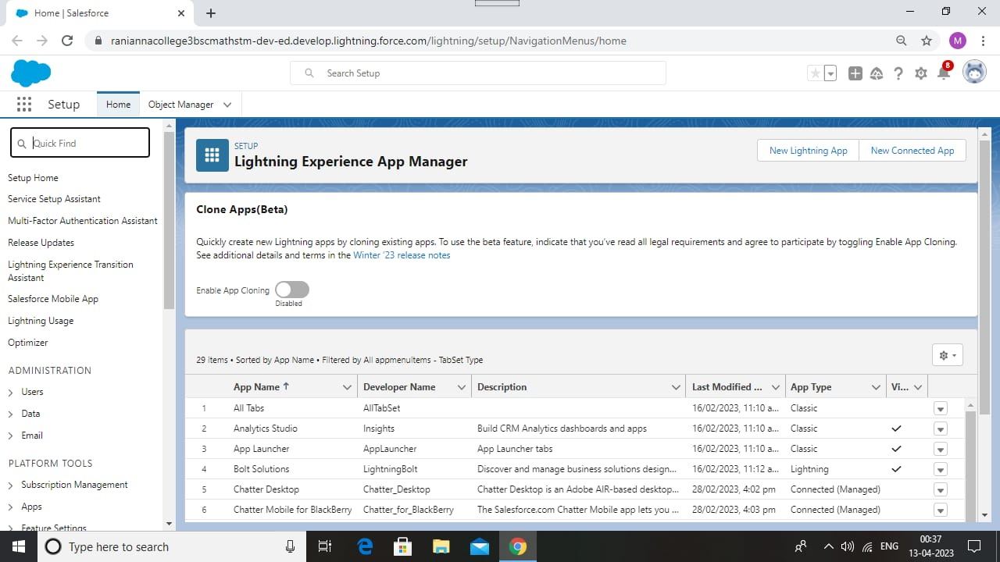 Home | Salesforce
raniannacollege3bscmathstm-dev-ed.develop.lightning.force.com/lightning/setup/NavigationMenus/home
M
Search Setup
8
Setup
Home
Object Manager
Quick Find
Setup Home
Service Setup Assistant
Multi-Factor Authentication Assistant
Release Updates
Lightning Experience Transition
Assistant
Salesforce Mobile App
Lightning Usage
Optimizer
ADMINISTRATION
Users
Data
Email
PLATFORM TOOLS
Subscription Management
Apps
Feature Settings
SETUP
Lightning Experience App Manager
New Lightning App
New Connected App
Clone Apps(Beta)
Quickly create new Lightning apps by cloning existing apps. To use the beta feature, indicate that you've read all legal requirements and agree to participate by toggling Enable App Cloning.
See additional details and terms in the Winter '23 release notes
Enable App Cloning
Disabled
29 items • Sorted by App Name • Filtered by All appmenuitems - TabSet Type
App Name ↑ Developer Name Description Last Modified ... App Type Vi...
1 All Tabs AllTabSet 16/02/2023, 11:10 a... Classic
2 Analytics Studio Insights Build CRM Analytics dashboards and apps 16/02/2023, 11:10 a... Classic
3 App Launcher AppLauncher App Launcher tabs 16/02/2023, 11:10 a... Classic
4 Bolt Solutions LightningBolt Discover and manage business solutions design... 16/02/2023, 11:12 a... Lightning
5 Chatter Desktop Chatter_Desktop Chatter Desktop is an Adobe AIR-based desktop... 28/02/2023, 4:02 pm Connected (Managed)
6 Chatter Mobile for BlackBerry Chatter_for_BlackBerry The Salesforce.com Chatter Mobile app lets you ... 28/02/2023, 4:03 pm Connected (Managed)
Type here to search
ENG
00:37
13-04-2023